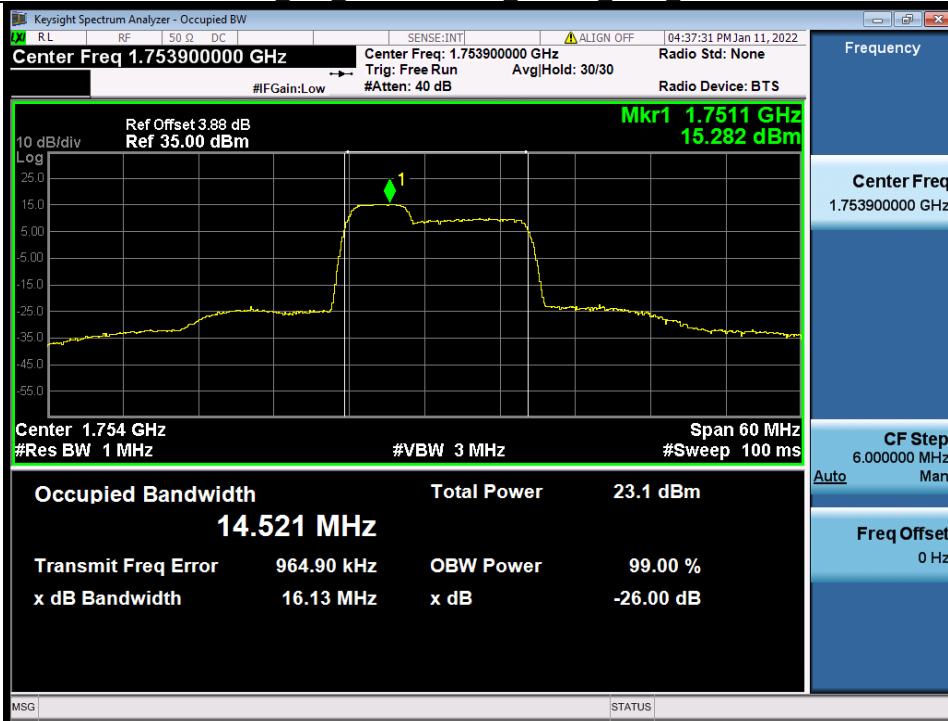 Keysight Spectrum Analyzer - Occupied BW
LXI RL RF 50 Ω DC SENSE:INT ALIGN OFF 04:37:31 PM Jan 11, 2022
Center Freq 1.753900000 GHz
Center Freq: 1.753900000 GHz
Radio Std: None
Trig: Free Run Avg|Hold: 30/30
#IFGain:Low
#Atten: 40 dB
Radio Device: BTS
Frequency
Mkr1 1.7511 GHz
15.282 dBm
Ref Offset 3.88 dB
10 dB/div Ref 35.00 dBm
Log
25.0
15.0
5.00
-5.00
-15.0
-25.0
-35.0
-45.0
-55.0
1
Center 1.754 GHz
Span 60 MHz
#Res BW 1 MHz
#VBW 3 MHz
#Sweep 100 ms
Center Freq
1.753900000 GHz
CF Step
6.000000 MHz
Auto Man
Freq Offset
0 Hz
Occupied Bandwidth
14.521 MHz
Total Power 23.1 dBm
Transmit Freq Error 964.90 kHz
OBW Power 99.00 %
x dB Bandwidth 16.13 MHz
x dB -26.00 dB
MSG
STATUS